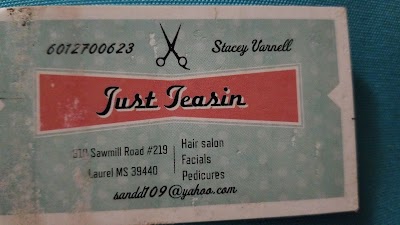 6012700623 Stacey Varnell
Just Teasin
Sawmill Road #219
Laurel MS 39440
Hair salon
Facials
Pedicures
sandd109@yahoo.com